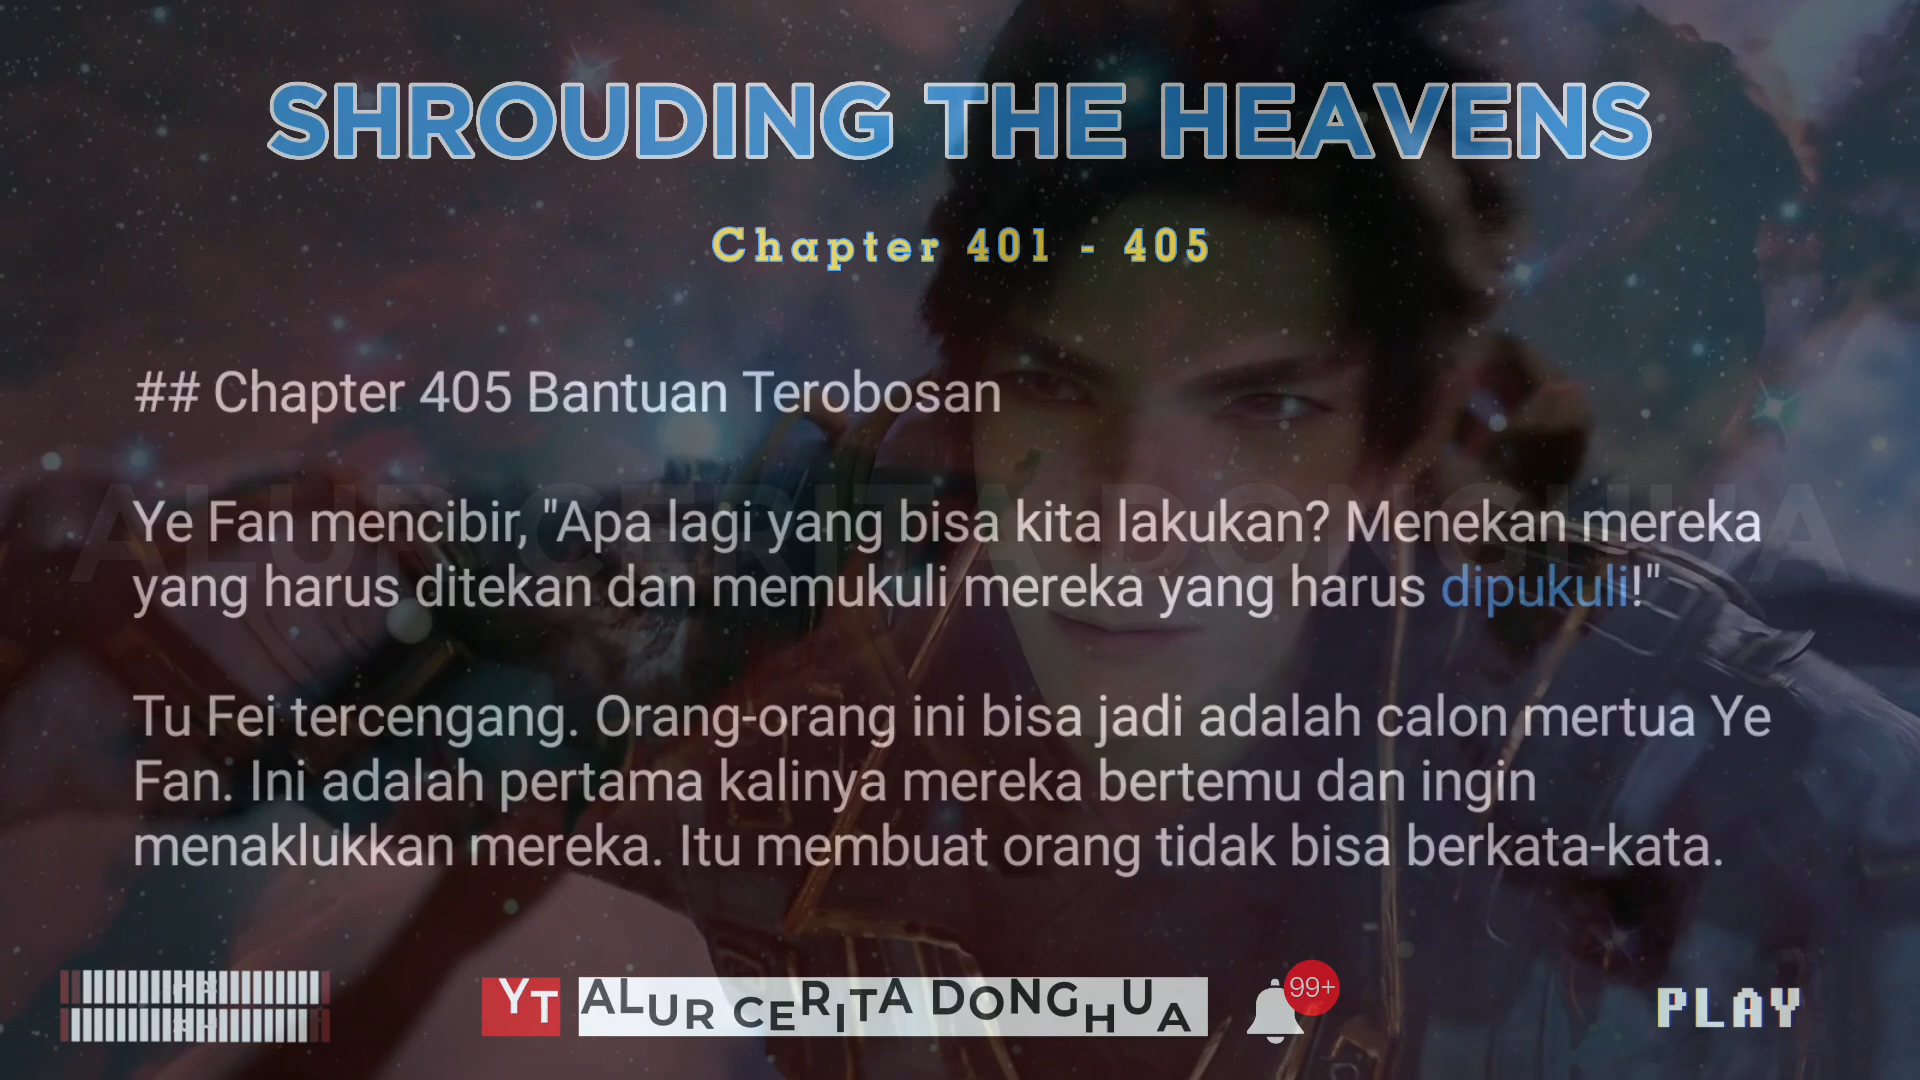 SHROUDING THE HEAVENS
Chapter 401 - 405
## Chapter 405 Bantuan Terobosan
Ye Fan mencibir, "Apa lagi yang bisa kita lakukan? Menekan mereka
yang harus ditekan dan memukuli mereka yang harus dipukuli!"
ALUR CERITA DONGHUA
Tu Fei tercengang. Orang-orang ini bisa jadi adalah calon mertua Ye
Fan. Ini adalah pertama kalinya mereka bertemu dan ingin
menaklukkan mereka. Itu membuat orang tidak bisa berkata-kata.
YT ALUR CERITA DONGHUA 99+
PLAY